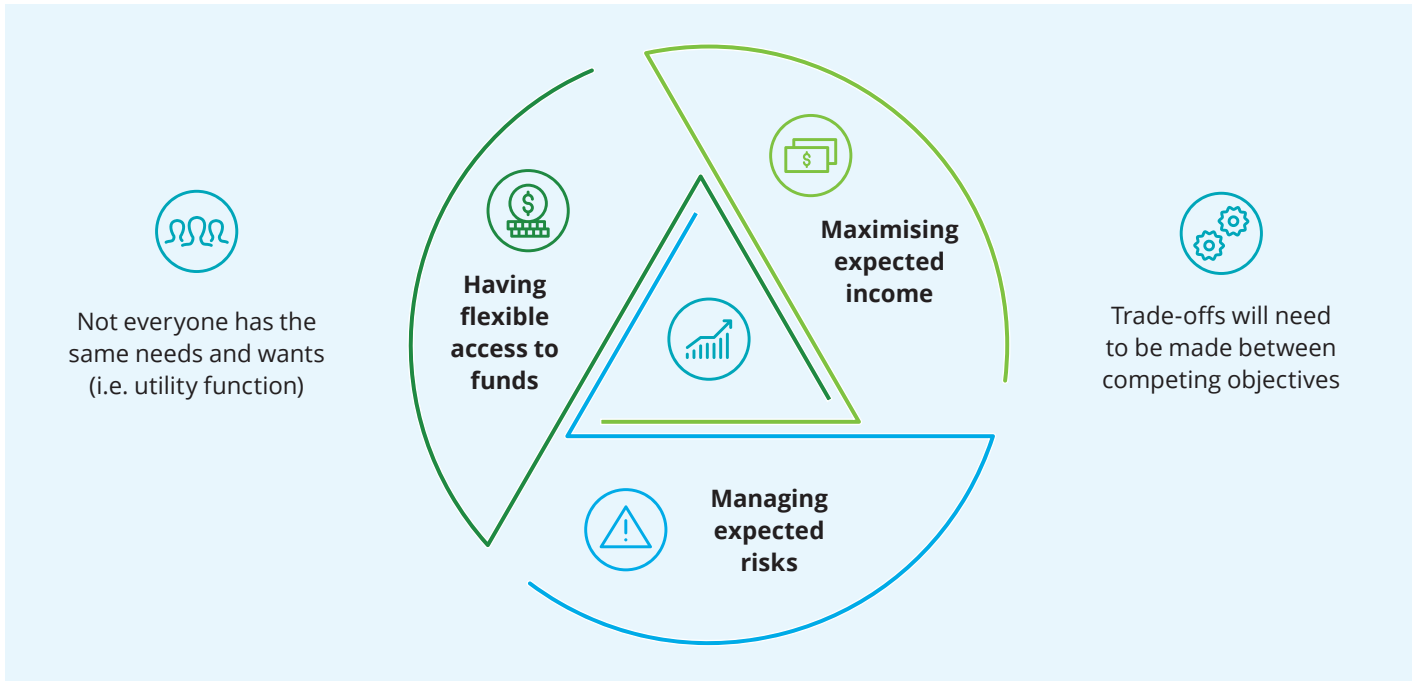 Not everyone has the
same needs and wants
(i.e. utility function)
$
Having
flexible
access to
funds
$
Maximising
expected
income
!
Managing
expected
risks
Trade-offs will need
to be made between
competing objectives